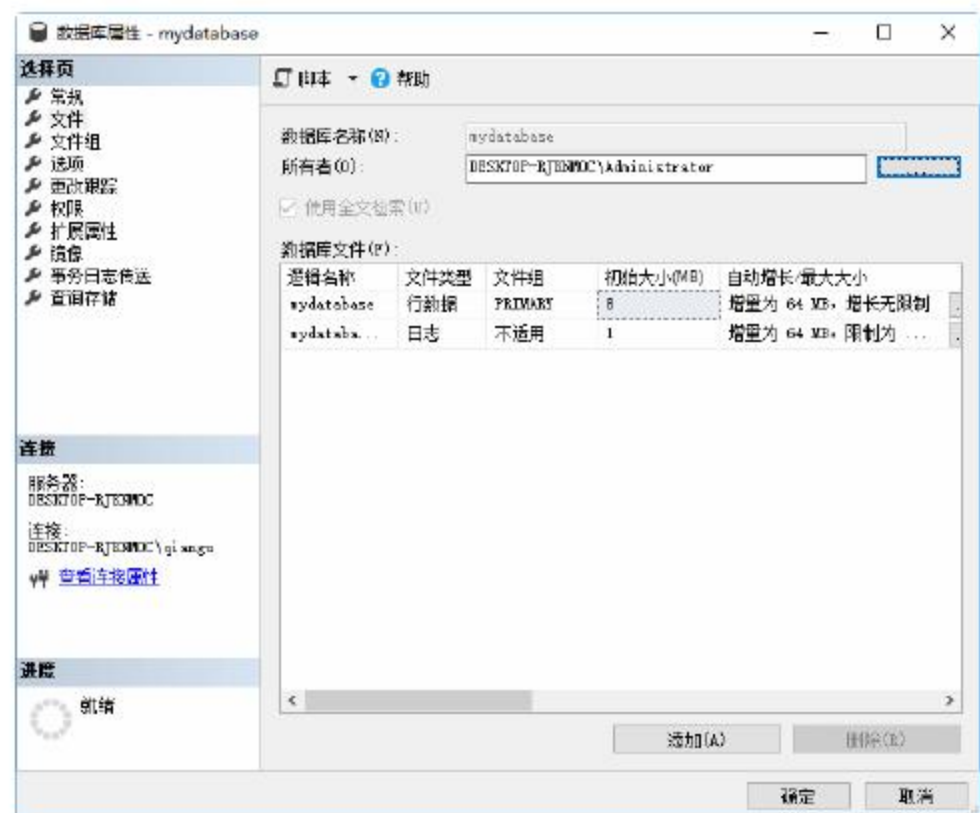 数据库属性 - mydatabase
选择页
常规
文件
文件组
选项
更改跟踪
权限
扩展属性
镜像
事务日志传送
查询存储
连接
服务器:
连接:
查看连接属性
进度
就绪
脚本 帮助
数据库名称(N): mydatabase
所有者(O): \Administrator
使用全文检索(U)
数据库文件(F):
逻辑名称 文件类型 文件组 初始大小(MB) 自动增长/最大大小
mydatabase 行数据 PRIMARY 8 增量为 64 MB, 增长无限制
mydataba... 日志 不适用 1 增量为 64 MB, 限制为 ...
添加(A) 删除(R)
确定 取消